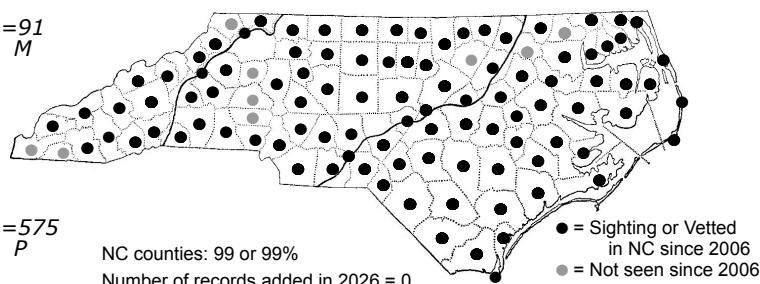 =91
M
=575
P
NC counties: 99 or 99%
Number of records added in 2026 = 0
● = Sighting or Vetted
in NC since 2006
● = Not seen since 2006